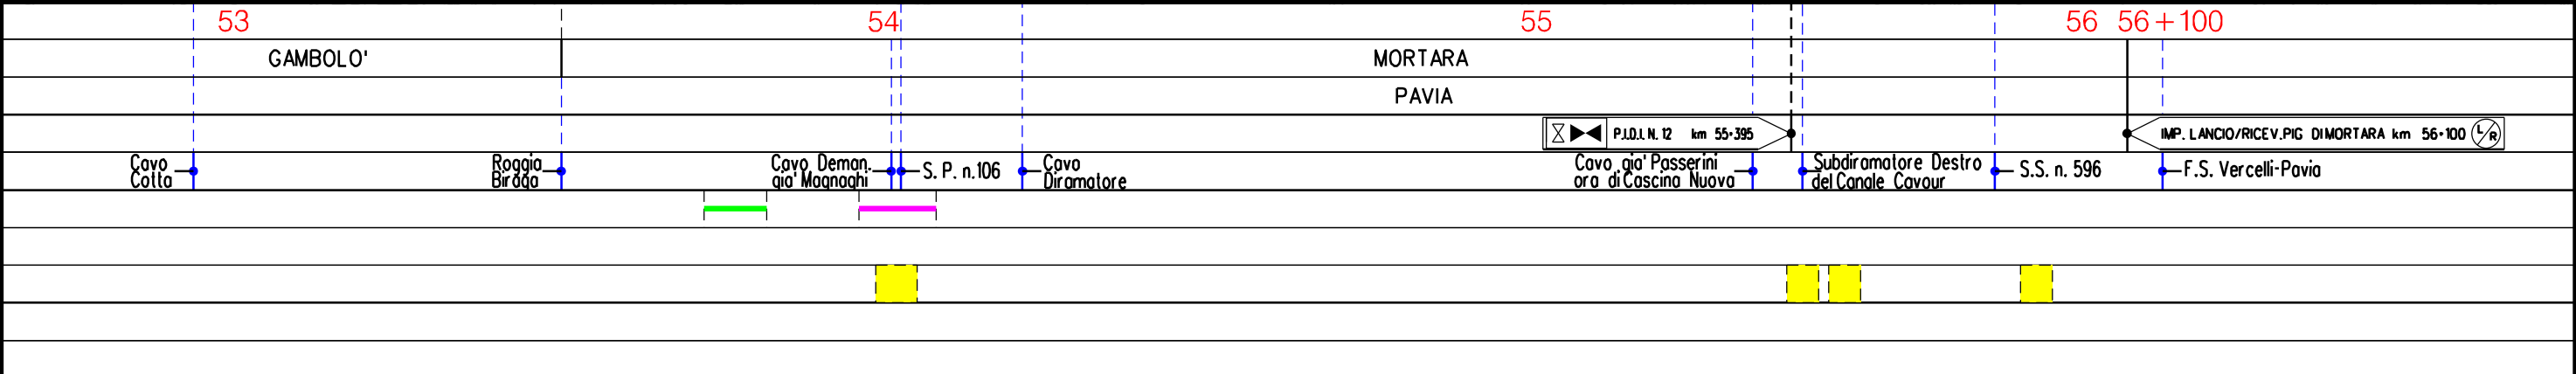 53 54 55 56 56+100
GAMBOLO' MORTARA
PAVIA
P.I.D.I. N. 12 km 55+395
IMP. LANCIO/RICEV.PIG DI MORTARA km 56+100 L/R
Cavo
Cotta
Roggia
Biraga
Cavo Deman.
gia' Magnaghi
S. P. n.106
Cavo
Diramatore
Cavo gia' Passerini
ora di Cascina Nuova
Subdiramatore Destro
del Canale Cavour
S.S. n. 596
F.S. Vercelli-Pavia